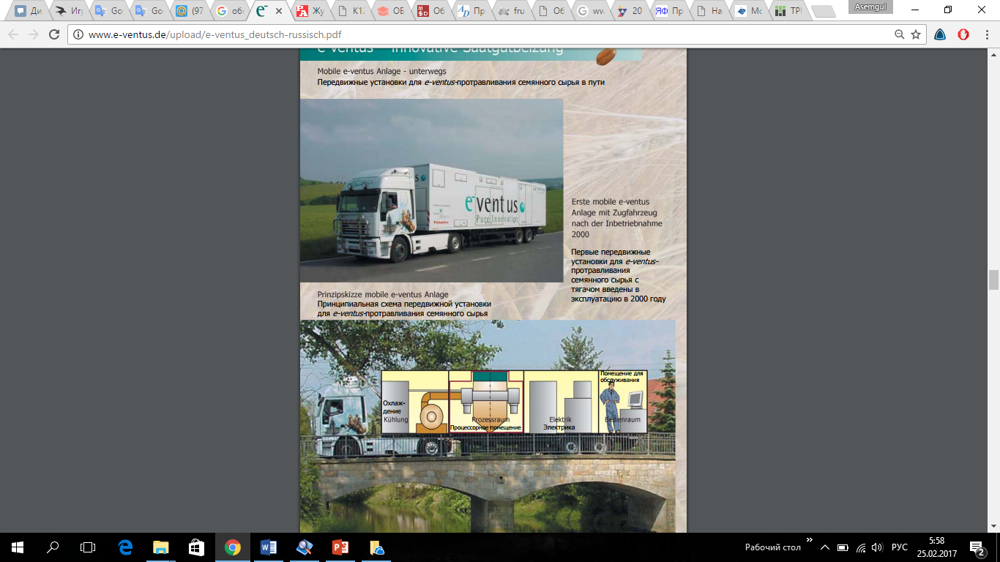 Ди
Игр
Goo
Goo
(97
обе
e
Жу
K12
ОБ
Об
Пр
fru
Об
ww
20
Пр
На
Мо
ТРІ
Asemgul
www.e-ventus.de/upload/e-ventus_deutsch-russisch.pdf
e-ventus - innovative Saatgutbeizung
Mobile e-ventus Anlage - unterwegs
Передвижные установки для e-ventus-протравливания семянного сырья в пути
e-ventus
Pure Innovation
Erste mobile e-ventus
Anlage mit Zugfahrzeug
nach der Inbetriebnahme
2000
Первые передвижные
установки для e-ventus-
протравливания
семянного сырья с
тягачом введены в
эксплуатацию в 2000 году
Prinzipskizze mobile e-ventus Anlage
Принципиальная схема передвижной установки
для e-ventus-протравливания семянного сырья
Помещение для
обслуживания
Охлаж-
дение
Kühlung
Prozessraum
Процессорное помещение
Elektrik
Электрика
Bedienraum
Рабочий стол
РУС
5:58
25.02.2017
2